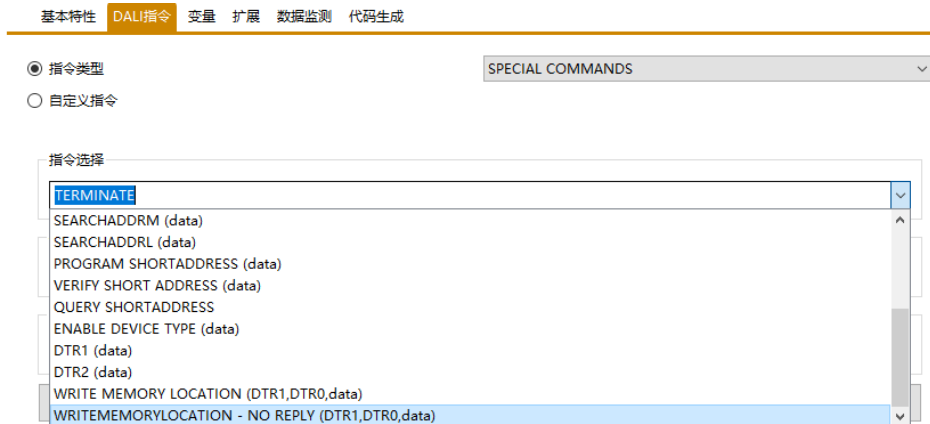 基本特性 DALI指令 变量 扩展 数据监测 代码生成
指令类型 SPECIAL COMMANDS
自定义指令
指令选择
TERMINATE
SEARCHADDRM (data)
SEARCHADDRL (data)
PROGRAM SHORTADDRESS (data)
VERIFY SHORT ADDRESS (data)
QUERY SHORTADDRESS
ENABLE DEVICE TYPE (data)
DTR1 (data)
DTR2 (data)
WRITE MEMORY LOCATION (DTR1,DTR0,data)
WRITEMEMORYLOCATION - NO REPLY (DTR1,DTR0,data)